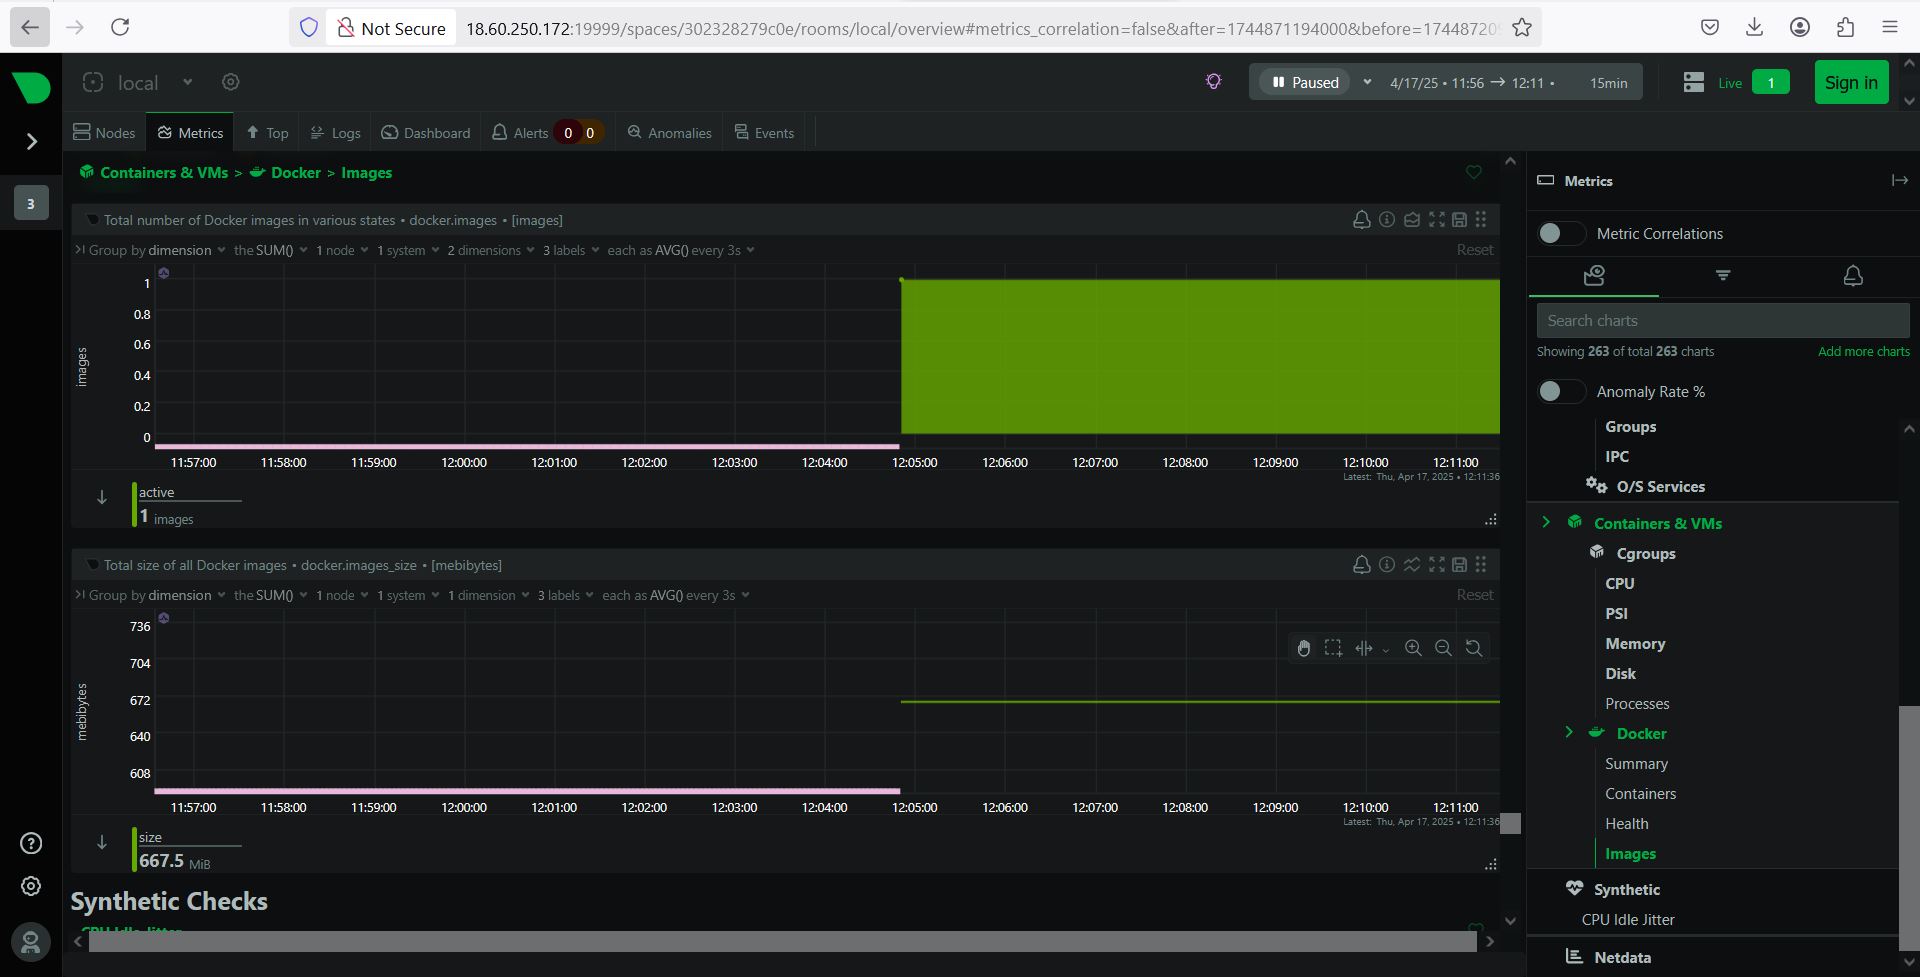 Not Secure 18.60.250.172:19999/spaces/302328279c0e/rooms/local/overview#metrics_correlation=false&after=1744871194000&before=174487209
local Paused 4/17/25 • 11:56 → 12:11 • 15min Live 1 Sign in
Nodes Metrics Top Logs Dashboard Alerts 0 0 Anomalies Events
3
Containers & VMs > Docker > Images
Total number of Docker images in various states • docker.images • [images]
Group by dimension the SUM() 1 node 1 system 2 dimensions 3 labels each as AVG() every 3s Reset
images
1
0.8
0.6
0.4
0.2
0
11:57:00 11:58:00 11:59:00 12:00:00 12:01:00 12:02:00 12:03:00 12:04:00 12:05:00 12:06:00 12:07:00 12:08:00 12:09:00 12:10:00 12:11:00
Latest: Thu, Apr 17, 2025 • 12:11:36
active
1 images
Total size of all Docker images • docker.images_size • [mebibytes]
Group by dimension the SUM() 1 node 1 system 1 dimension 3 labels each as AVG() every 3s Reset
mebibytes
736
704
672
640
608
11:57:00 11:58:00 11:59:00 12:00:00 12:01:00 12:02:00 12:03:00 12:04:00 12:05:00 12:06:00 12:07:00 12:08:00 12:09:00 12:10:00 12:11:00
Latest: Thu, Apr 17, 2025 • 12:11:36
size
667.5 MiB
Synthetic Checks
CPU Idle Jitter
Metrics
Metric Correlations
Search charts
Showing 263 of total 263 charts Add more charts
Anomaly Rate %
Groups
IPC
O/S Services
Containers & VMs
Cgroups
CPU
PSI
Memory
Disk
Processes
Docker
Summary
Containers
Health
Images
Synthetic
CPU Idle Jitter
Netdata